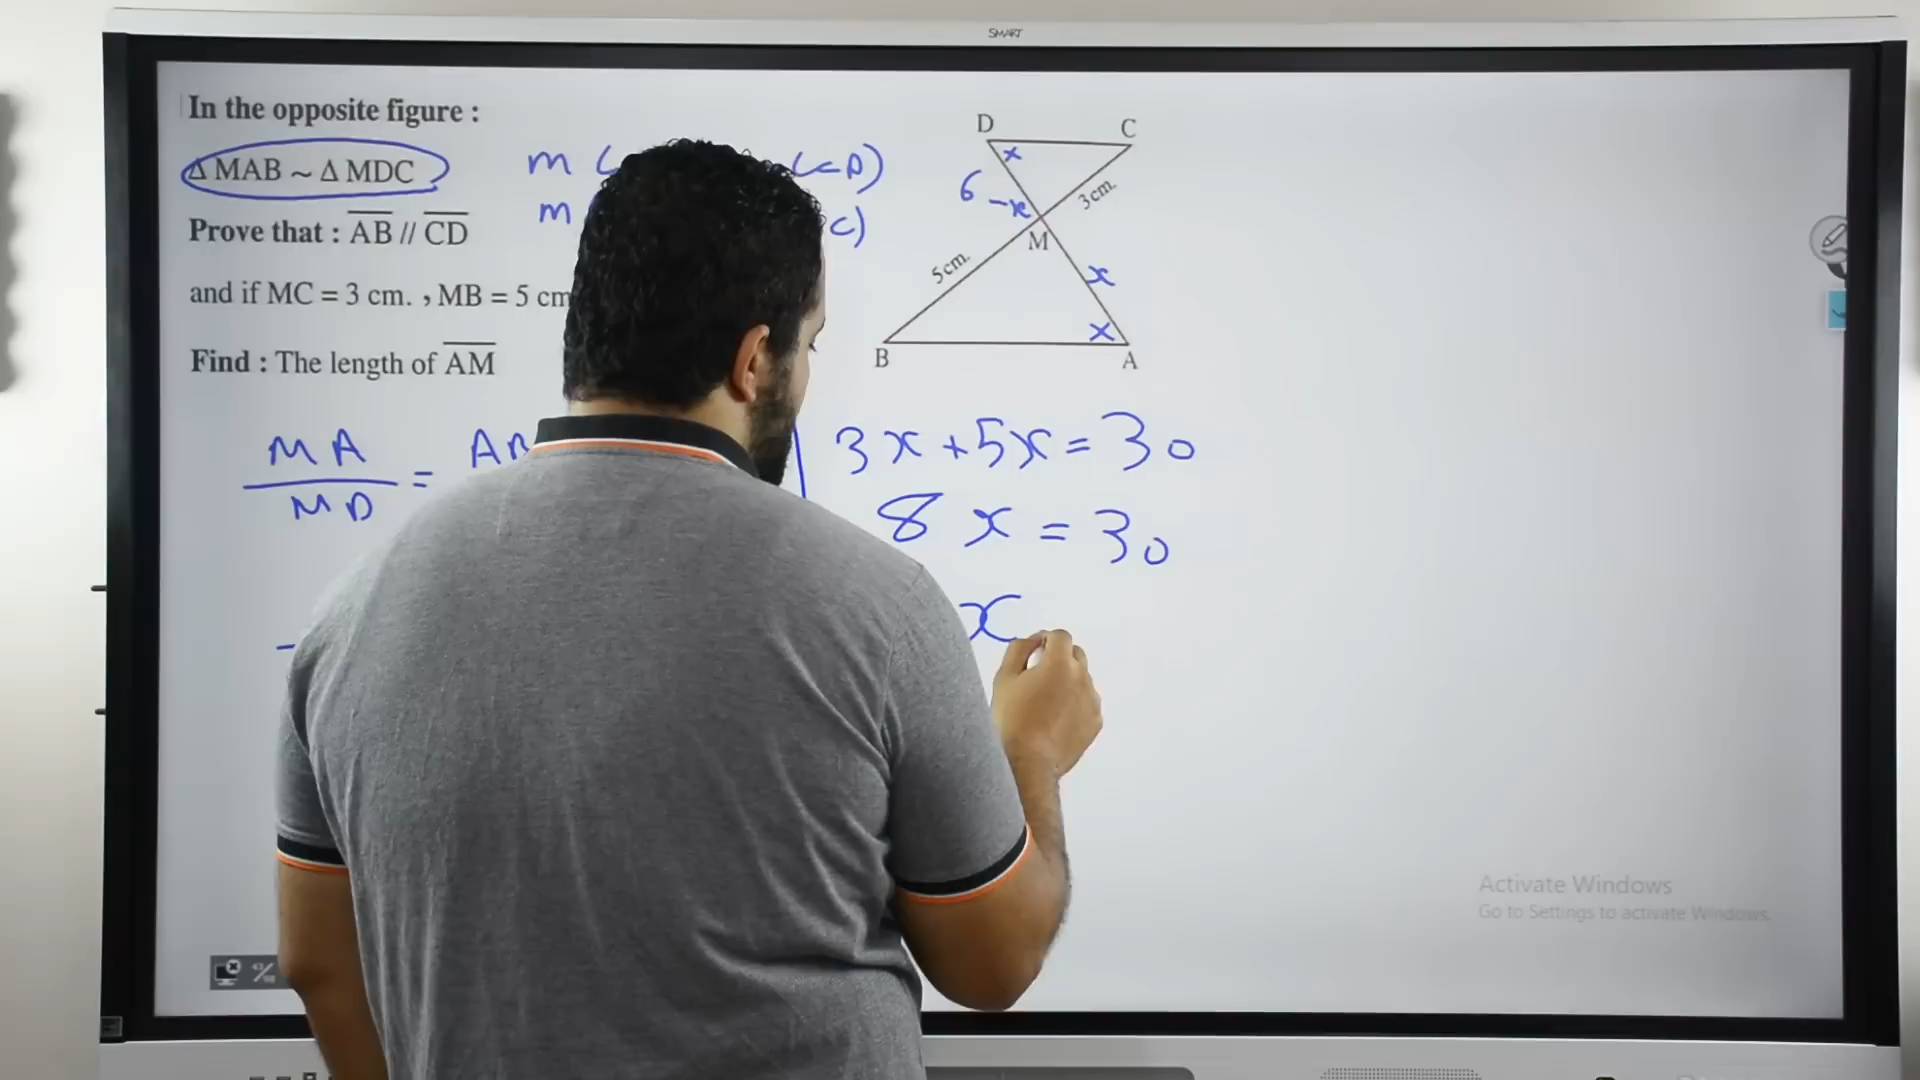 SMART
In the opposite figure :
Δ MAB ~ Δ MDC
m ( (<D)
Prove that : AB // CD
m C)
and if MC = 3 cm. , MB = 5 cm
Find : The length of AM
D
C
x
6 - x
3 cm.
M
5 cm.
x
x
B
A
MA
MD
=
AB
3x + 5x = 30
8x = 30
x
Activate Windows
Go to Settings to activate Windows.